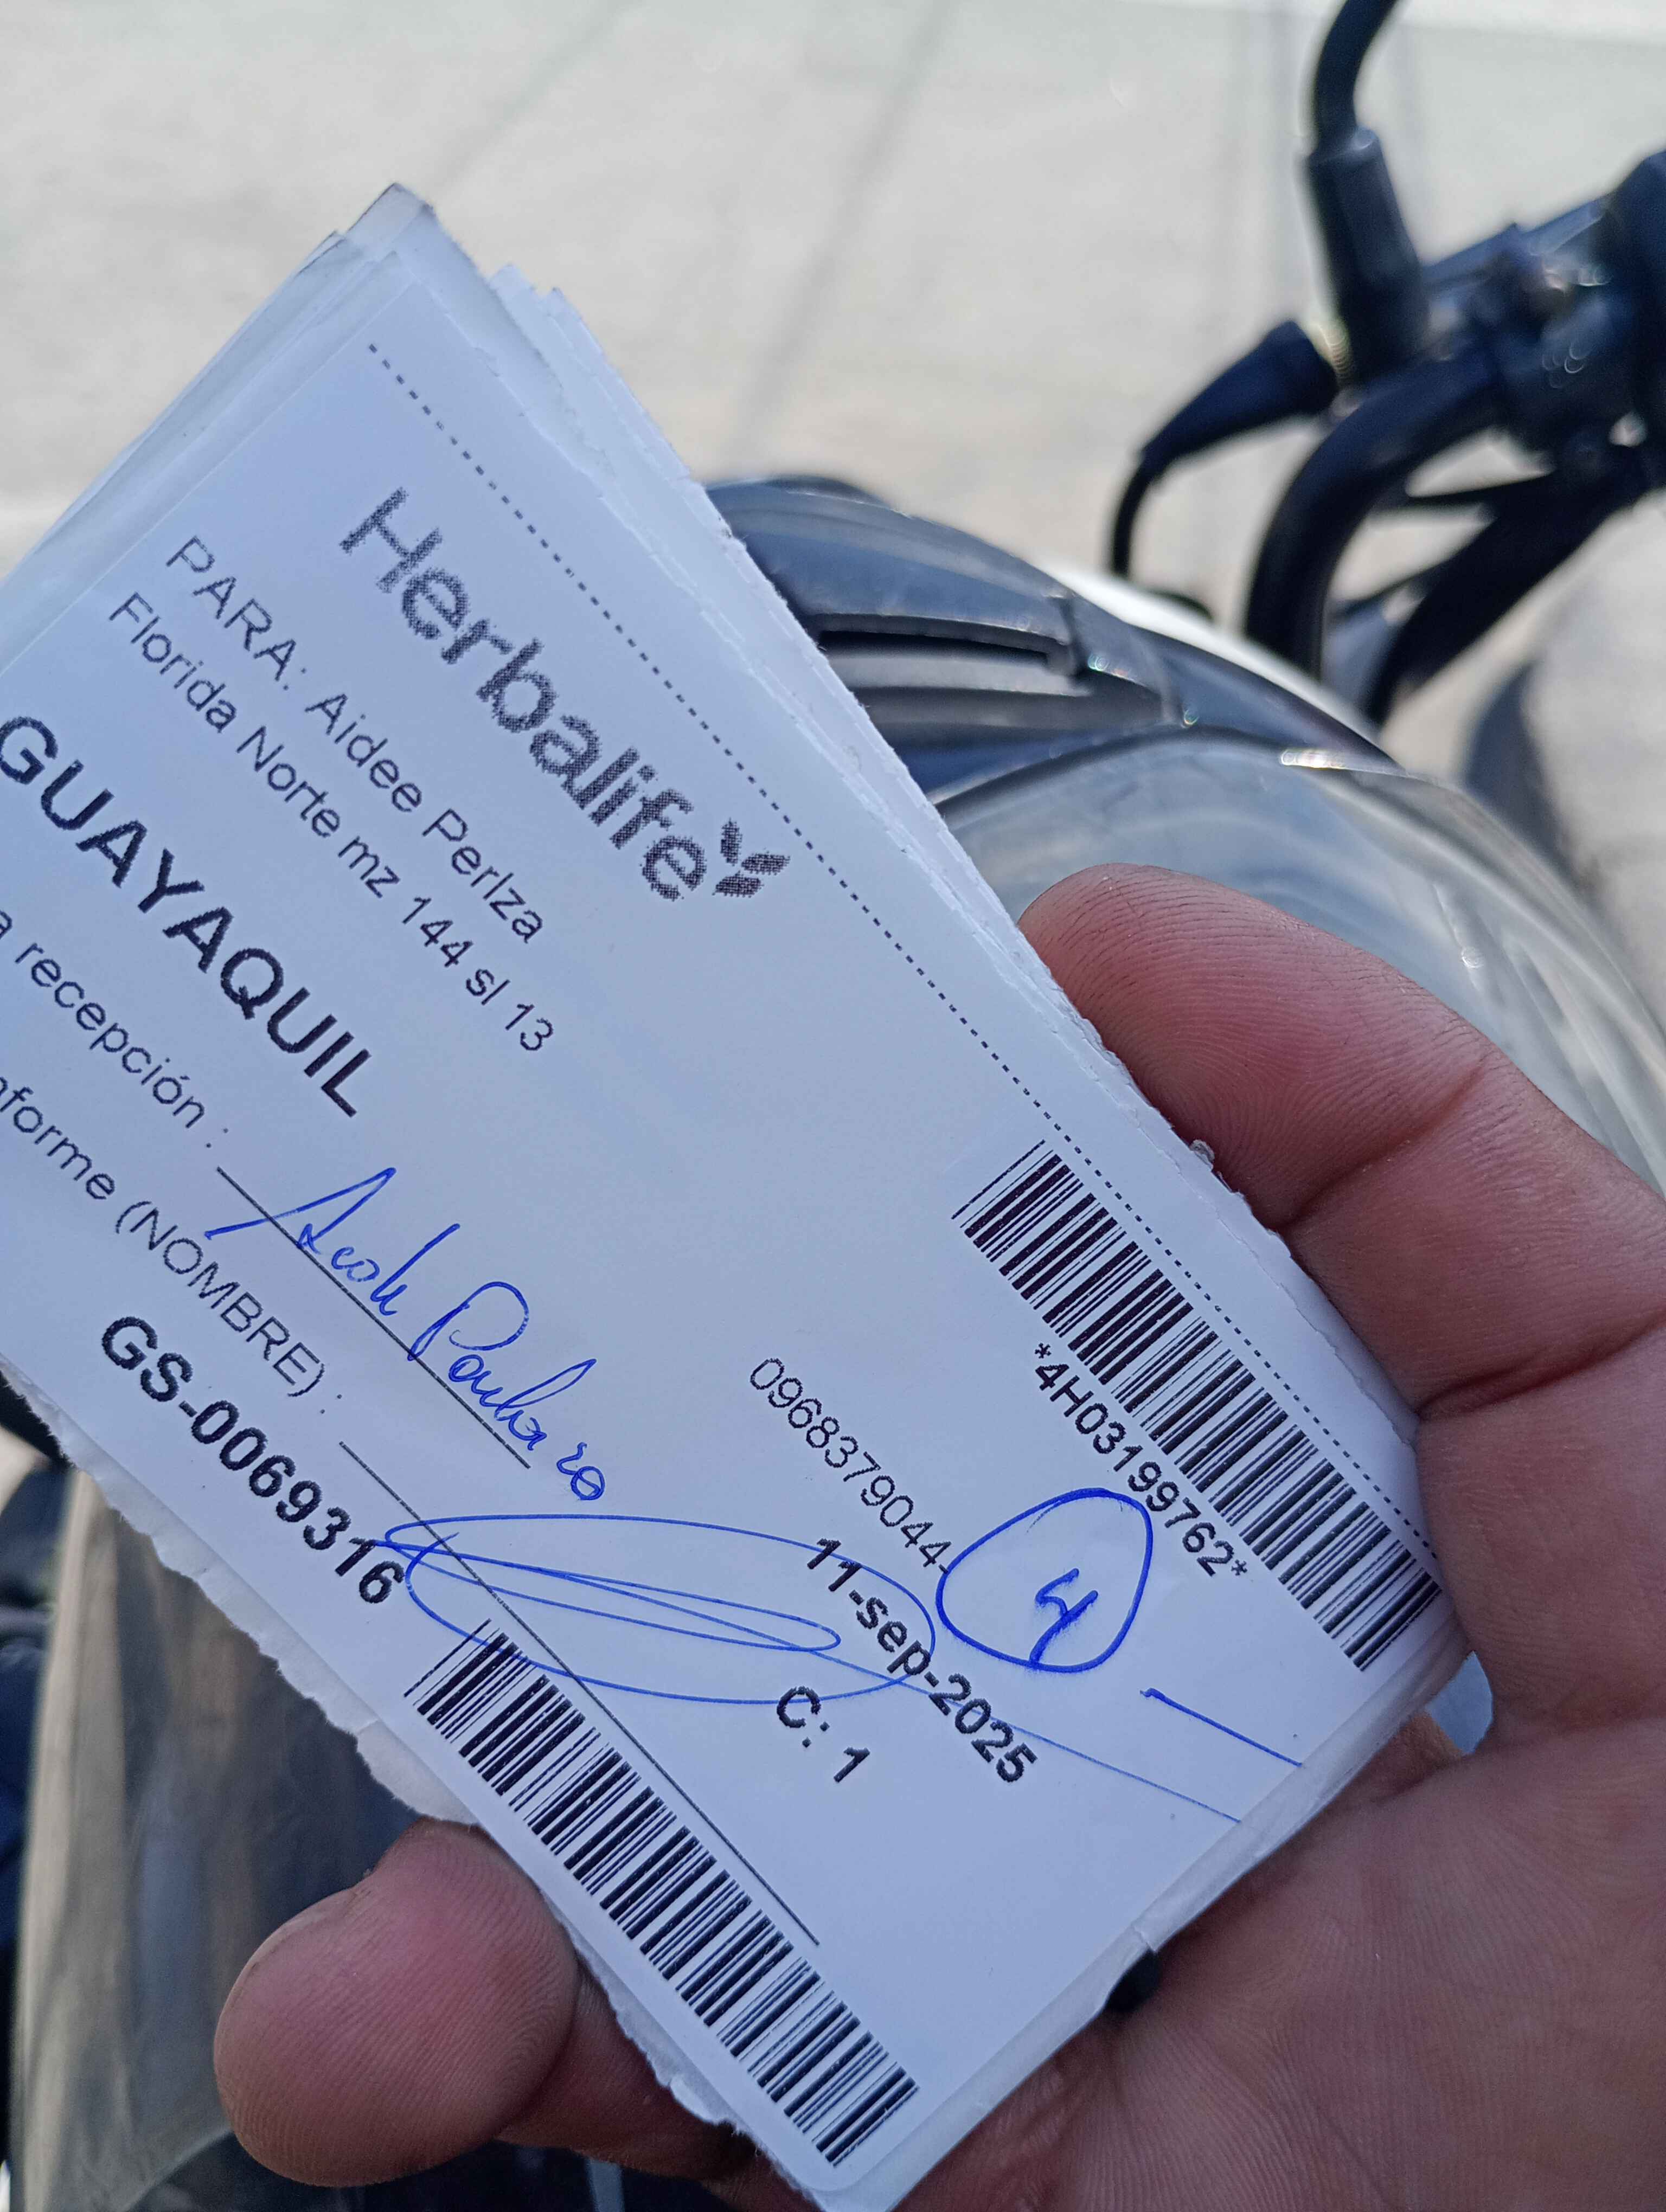 Herbalife
*4H03199762*
PARA: Aidee Perlza
Florida Norte mz 144 sl 13
0968379044-
4
GUAYAQUIL
11-sep-2025
a recepción :
C: 1
nforme (NOMBRE) :
GS-0069316